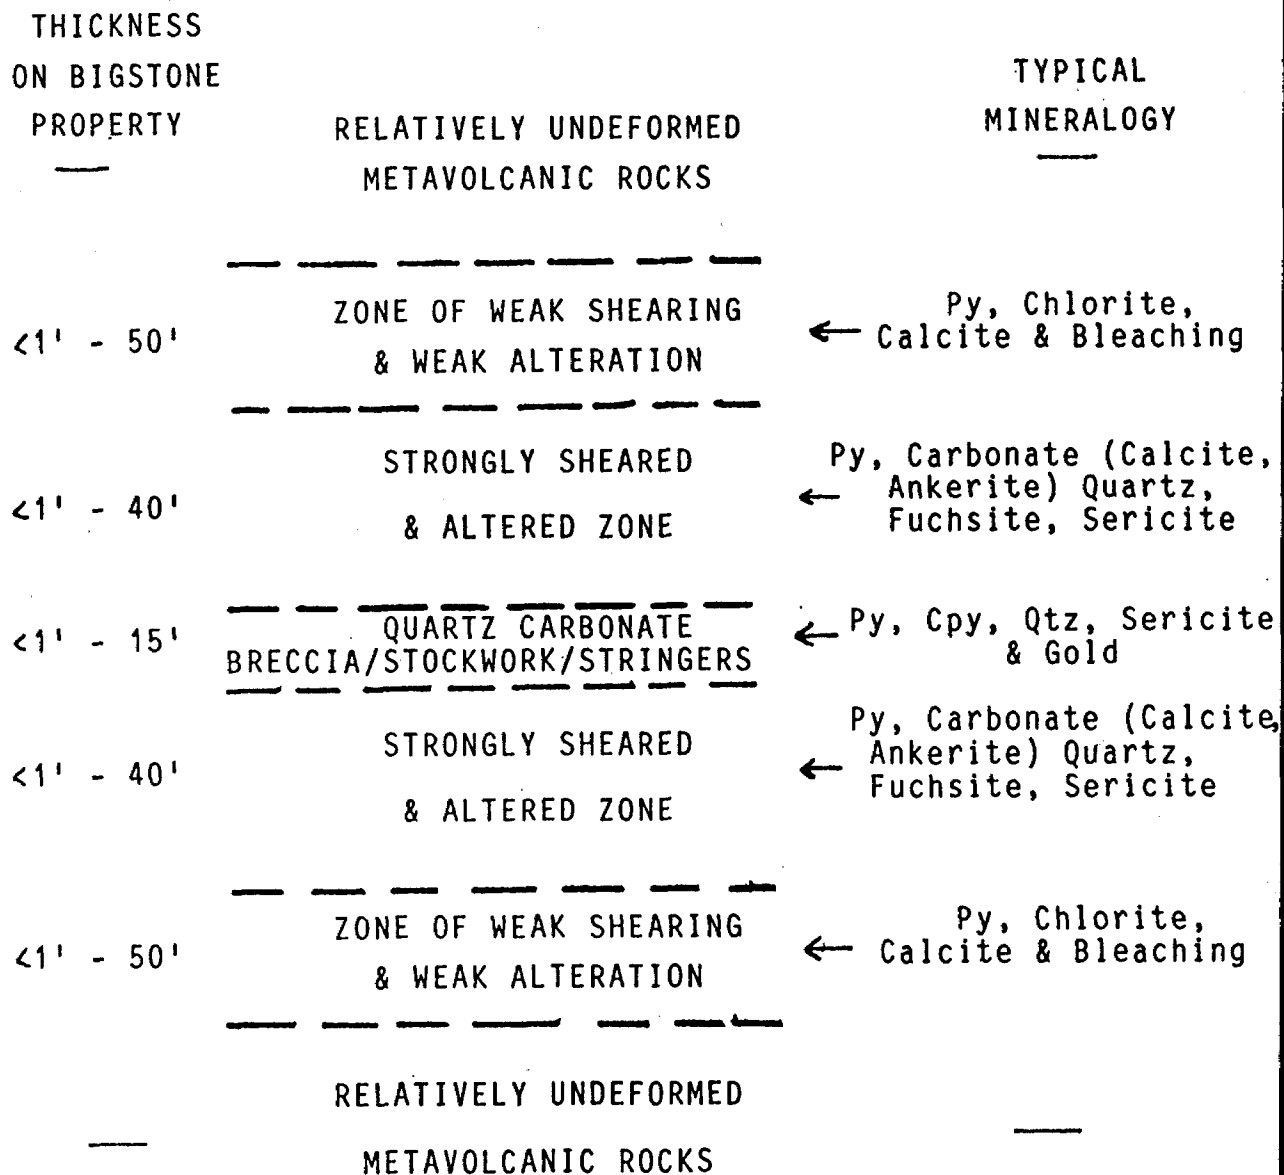 THICKNESS
ON BIGSTONE
PROPERTY
TYPICAL
MINERALOGY
RELATIVELY UNDEFORMED
METAVOLCANIC ROCKS
<1' - 50'
ZONE OF WEAK SHEARING
& WEAK ALTERATION
Py, Chlorite,
Calcite & Bleaching
<1' - 40'
STRONGLY SHEARED
& ALTERED ZONE
Py, Carbonate (Calcite,
Ankerite) Quartz,
Fuchsite, Sericite
<1' - 15'
QUARTZ CARBONATE
BRECCIA/STOCKWORK/STRINGERS
Py, Cpy, Qtz, Sericite
& Gold
<1' - 40'
STRONGLY SHEARED
& ALTERED ZONE
Py, Carbonate (Calcite,
Ankerite) Quartz,
Fuchsite, Sericite
<1' - 50'
ZONE OF WEAK SHEARING
& WEAK ALTERATION
Py, Chlorite,
Calcite & Bleaching
RELATIVELY UNDEFORMED
METAVOLCANIC ROCKS